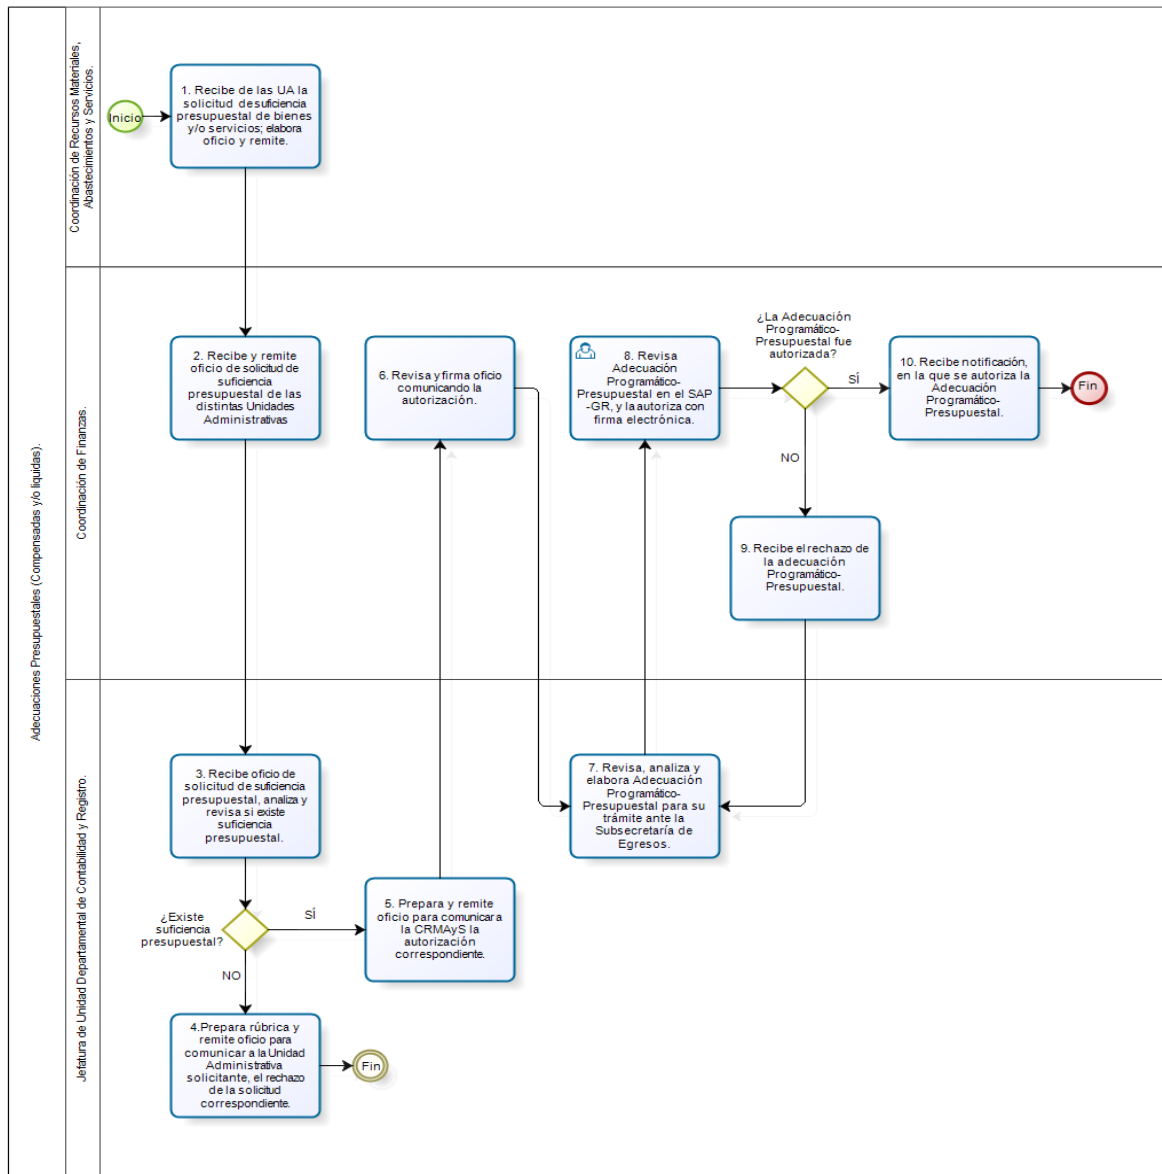 Adecuaciones Presupuestales (Compensadas y/o liquidas).
Coordinación de Recursos Materiales,
Abastecimientos y Servicios.
Inicio
1. Recibe de las UA la
solicitud de suficiencia
presupuestal de bienes
y/o servicios; elabora
oficio y remite.
Coordinación de Finanzas.
2. Recibe y remite
oficio de solicitud de
suficiencia
presupuestal de las
distintas Unidades
Administrativas
6. Revisa y firma oficio
comunicando la
autorización.
8. Revisa
Adecuación
Programático-
Presupuestal en el SAP
-GR, y la autoriza con
firma electrónica.
¿La Adecuación
Programático-
Presupuestal fue
autorizada?
SÍ
10. Recibe notificación,
en la que se autoriza la
Adecuación
Programático-
Presupuestal.
Fin
NO
9. Recibe el rechazo de
la adecuación
Programático-
Presupuestal.
Jefatura de Unidad Departamental de Contabilidad y Registro.
3. Recibe oficio de
solicitud de suficiencia
presupuestal, analiza y
revisa si existe
suficiencia
presupuestal.
7. Revisa, analiza y
elabora Adecuación
Programático-
Presupuestal para su
trámite ante la
Subsecretaría de
Egresos.
¿Existe
suficiencia
presupuestal?
SÍ
5. Prepara y remite
oficio para comunicar a
la CRMAyS la
autorización
correspondiente.
NO
4.Prepara rúbrica y
remite oficio para
comunicar a la Unidad
Administrativa
solicitante, el rechazo
de la solicitud
correspondiente.
Fin